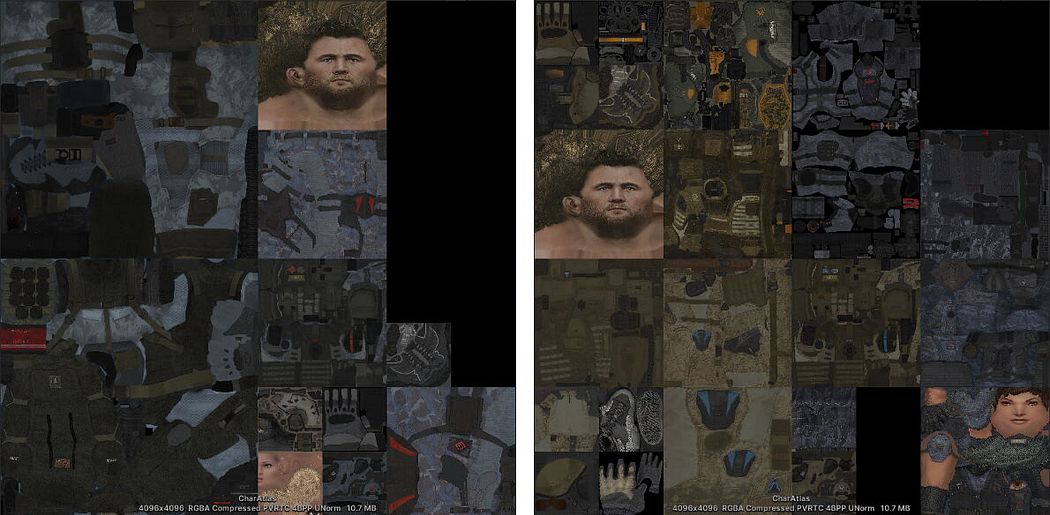 CharAtlas
4096x4096 RGBA Compressed PVRTC 4BPP UNorm 10.7 MB
CharAtlas
4096x4096 RGBA Compressed PVRTC 4BPP UNorm 10.7 MB